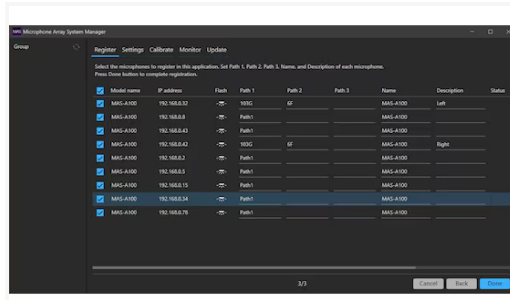 Microphone Array System Manager
Group
Register Settings Calibrate Monitor Update
Select the microphones to register in this application. Set Path 1, Path 2, Path 3, Name, and Description of each microphone.
Press Done button to complete registration.
Model name IP address Flash Path 1 Path 2 Path 3 Name Description Status
MAS-A100 192.168.0.32 103G 6F MAS-A100 Left
MAS-A100 192.168.0.8 Path1 MAS-A100
MAS-A100 192.168.0.43 Path1 MAS-A100
MAS-A100 192.168.0.42 103G 6F MAS-A100 Right
MAS-A100 192.168.0.2 Path1 MAS-A100
MAS-A100 192.168.0.5 Path1 MAS-A100
MAS-A100 192.168.0.15 Path1 MAS-A100
MAS-A100 192.168.0.34 Path1 MAS-A100
MAS-A100 192.168.0.78 Path1 MAS-A100
3/3
Cancel Back Done